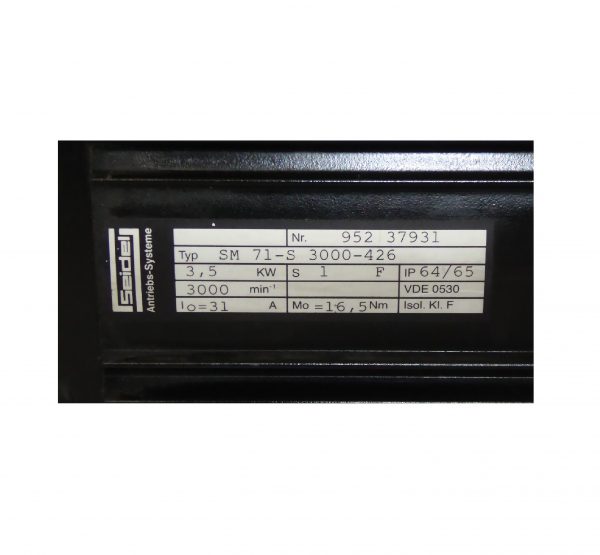 Seidel
Antriebs-Systeme
Nr. 952 37931
Typ SM 71-S 3000-426
3,5 KW S 1 F IP 64/65
3000 min⁻¹ VDE 0530
Io=31 A Mo=16,5Nm Isol. Kl. F